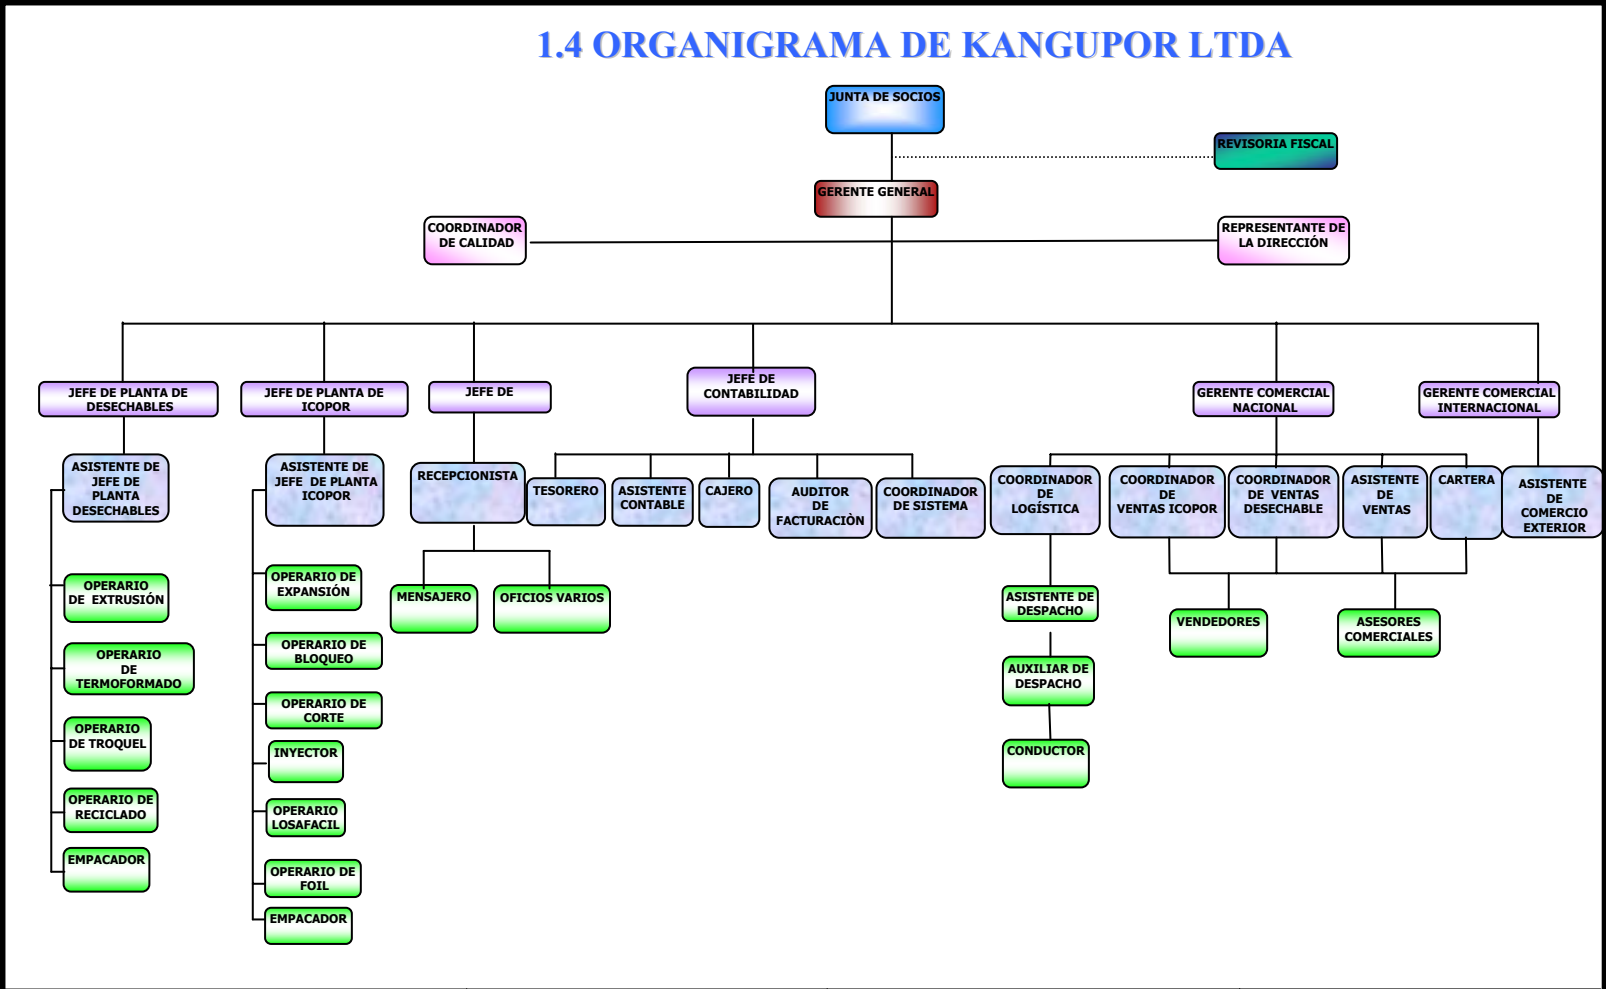 1.4 ORGANIGRAMA DE KANGUPOR LTDA
JUNTA DE SOCIOS
REVISORIA FISCAL
GERENTE GENERAL
COORDINADOR
DE CALIDAD
REPRESENTANTE DE
LA DIRECCIÓN
JEFE DE PLANTA DE
DESECHABLES
JEFE DE PLANTA DE
ICOPOR
JEFE DE
JEFE DE
CONTABILIDAD
GERENTE COMERCIAL
NACIONAL
GERENTE COMERCIAL
INTERNACIONAL
ASISTENTE DE
JEFE DE
PLANTA
DESECHABLES
ASISTENTE DE
JEFE  DE PLANTA
ICOPOR
RECEPCIONISTA
TESORERO
ASISTENTE
CONTABLE
CAJERO
AUDITOR
DE
FACTURACIÒN
COORDINADOR
DE SISTEMA
COORDINADOR
DE
LOGÍSTICA
COORDINADOR
DE
VENTAS ICOPOR
COORDINADOR
DE  VENTAS
DESECHABLE
ASISTENTE
DE
VENTAS
CARTERA
ASISTENTE
DE
COMERCIO
EXTERIOR
OPERARIO
DE  EXTRUSIÓN
OPERARIO
DE
TERMOFORMADO
OPERARIO
DE TROQUEL
OPERARIO DE
RECICLADO
EMPACADOR
OPERARIO DE
EXPANSIÓN
OPERARIO DE
BLOQUEO
OPERARIO DE
CORTE
INYECTOR
OPERARIO
LOSAFACIL
OPERARIO DE
FOIL
EMPACADOR
MENSAJERO
OFICIOS VARIOS
ASISTENTE DE
DESPACHO
AUXILIAR DE
DESPACHO
CONDUCTOR
VENDEDORES
ASESORES
COMERCIALES